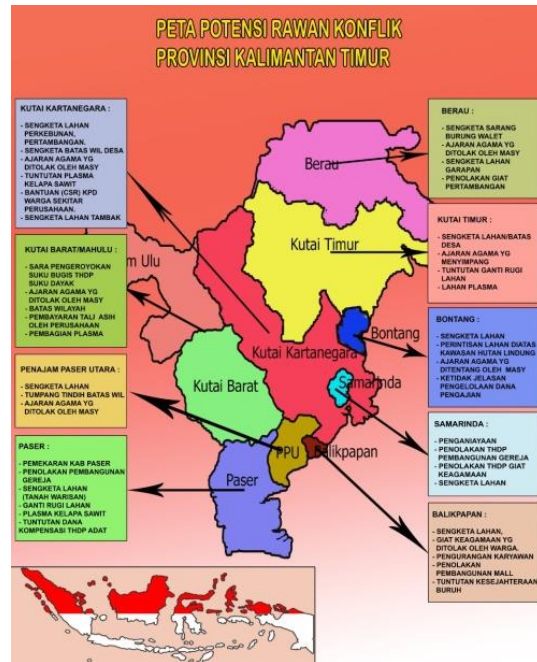 PETA POTENSI RAWAN KONFLIK
PROVINSI KALIMANTAN TIMUR
KUTAI KARTANEGARA :
- SENGKETA LAHAN
PERKEBUNAN,
PERTAMBANGAN.
- SENGKETA BATAS WIL DESA
- AJARAN AGAMA YG
DITOLAK OLEH MASY
- TUNTUTAN PLASMA
KELAPA SAWIT
- BANTUAN (CSR) KPD
WARGA SEKITAR
PERUSAHAAN.
- SENGKETA LAHAN TAMBAK
KUTAI BARAT/MAHULU :
- SARA PENGEROYOKAN
SUKU BUGIS THDP
SUKU DAYAK
- AJARAN AGAMA YG
DITOLAK OLEH MASY
- BATAS WILAYAH
- PEMBAYARAN TALI ASIH
OLEH PERUSAHAAN
- PEMBAGIAN PLASMA
PENAJAM PASER UTARA :
- SENGKETA LAHAN
- TUMPANG TINDIH BATAS WIL
- AJARAN AGAMA YG
DITOLAK OLEH MASY
PASER :
- PEMEKARAN KAB PASER
- PENOLAKAN PEMBANGUNAN
GEREJA
- SENGKETA LAHAN
(TANAH WARISAN)
- GANTI RUGI LAHAN
- PLASMA KELAPA SAWIT
- TUNTUTAN DANA
KOMPENSASI THDP ADAT
Berau
Kutai Timur
m Ulu
Bontang
Kutai Kartanegara
Kutai Barat
Samarinda
PPU
Balikpapan
Paser
BERAU :
- SENGKETA SARANG
BURUNG WALET
- AJARAN AGAMA YG
DITOLAK OLEH MASY
- SENGKETA LAHAN
GARAPAN
- PENOLAKAN GIAT
PERTAMBANGAN
KUTAI TIMUR :
- SENGKETA LAHAN/BATAS
DESA
- AJARAN AGAMA YG
MENYIMPANG
- TUNTUTAN GANTI RUGI
LAHAN
- LAHAN PLASMA
BONTANG :
- SENGKETA LAHAN
- PERINTISAN LAHAN DIATAS
KAWASAN HUTAN LINDUNG
- AJARAN AGAMA YG
DITENTANG OLEH MASY
- KETIDAK JELASAN
PENGELOLAAN DANA
PENGAJIAN
SAMARINDA :
- PENGANIAYAAN
- PENOLAKAN THDP
PEMBANGUNAN GEREJA
- PENOLAKAN THDP GIAT
KEAGAMAAN
- SENGKETA LAHAN
BALIKPAPAN :
- SENGKETA LAHAN,
- GIAT KEAGAMAAN YG
DITOLAK OLEH WARGA.
- PENGURANGAN KARYAWAN
- PENOLAKAN
PEMBANGUNAN MALL
- TUNTUTAN KESEJAHTERAAN
BURUH